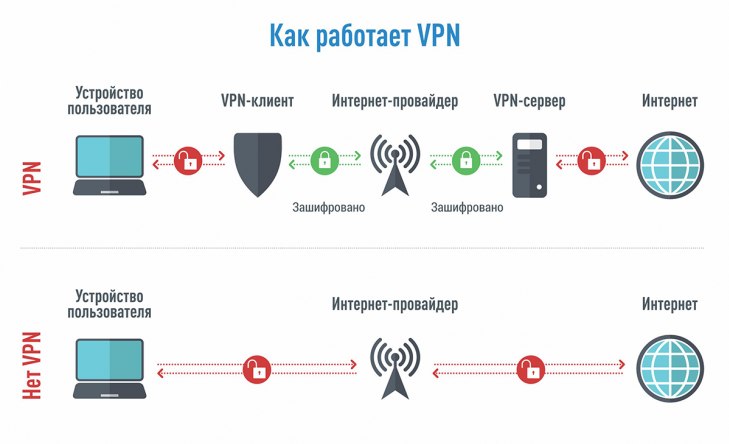 Как работает VPN
Устройство
пользователя
VPN-клиент
Интернет-провайдер
VPN-сервер
Интернет
VPN
Зашифровано
Зашифровано
Устройство
пользователя
Интернет-провайдер
Интернет
Нет VPN